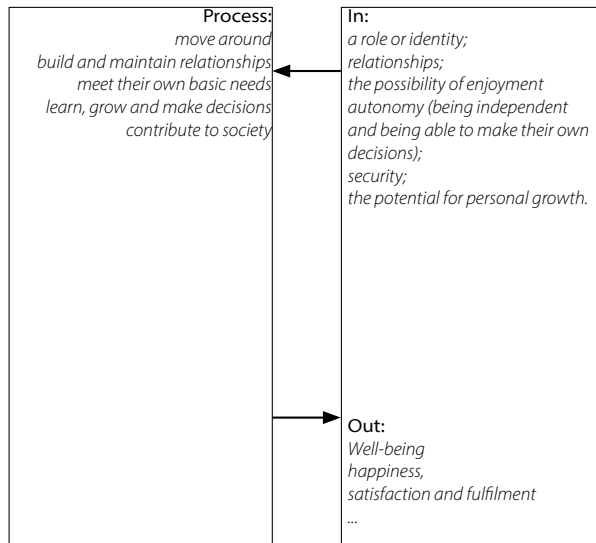 Process:
move around
build and maintain relationships
meet their own basic needs
learn, grow and make decisions
contribute to society
In:
a role or identity;
relationships;
the possibility of enjoyment
autonomy (being independent
and being able to make their own
decisions);
security;
the potential for personal growth.
Out:
Well-being
happiness,
satisfaction and fulfilment
...